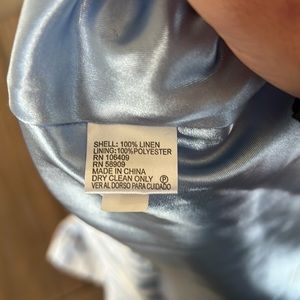 SHELL: 100% LINEN
LINING:100%POLYESTER
RN 106409
RN 58909
MADE IN CHINA
DRY CLEAN ONLY Ⓟ
VER AL DORSO PARA CUIDADO